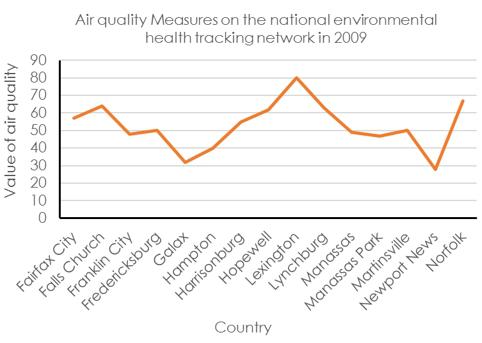 Air quality Measures on the national environmental
health tracking network in 2009
Value of air quality
90
80
70
60
50
40
30
20
10
0
Fairfax City
Falls Church
Franklin City
Fredericksburg
Galax
Hampton
Harrisonburg
Hopewell
Lexington
Lynchburg
Manassas
Manassas Park
Martinsville
Newport News
Norfolk
Country